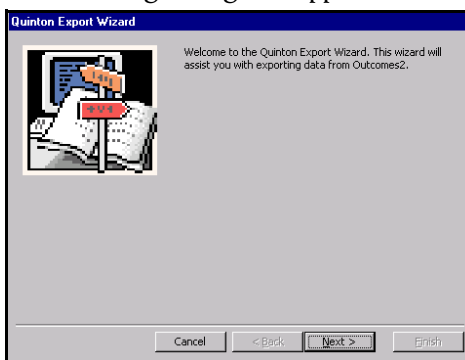 Quinton Export Wizard
Welcome to the Quinton Export Wizard. This wizard will
assist you with exporting data from Outcomes2.
Cancel
< Back
Next >
Finish